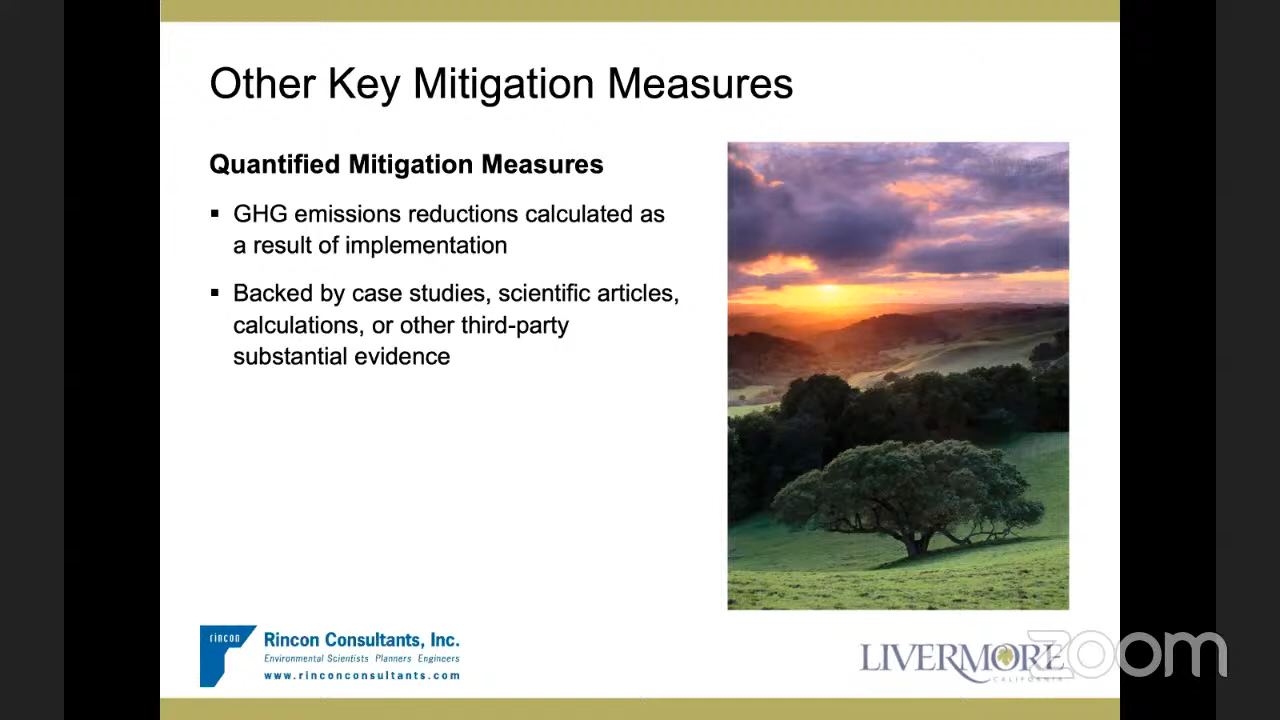 Other Key Mitigation Measures
Quantified Mitigation Measures
▪ GHG emissions reductions calculated as
a result of implementation
▪ Backed by case studies, scientific articles,
calculations, or other third-party
substantial evidence
rincon
Rincon Consultants, Inc.
Environmental Scientists Planners Engineers
www.rinconconsultants.com
LIVERMORE
CALIFORNIA
zoom